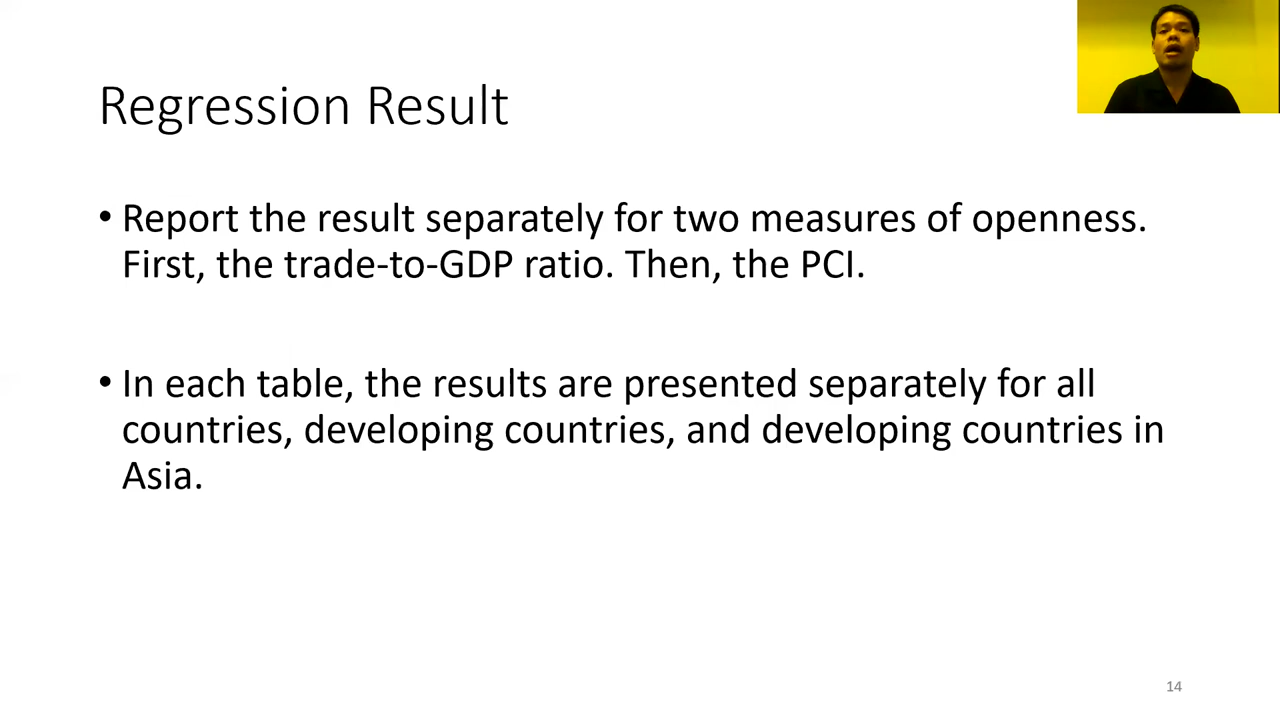 Regression Result
• Report the result separately for two measures of openness.
First, the trade-to-GDP ratio. Then, the PCI.
• In each table, the results are presented separately for all
countries, developing countries, and developing countries in
Asia.
14